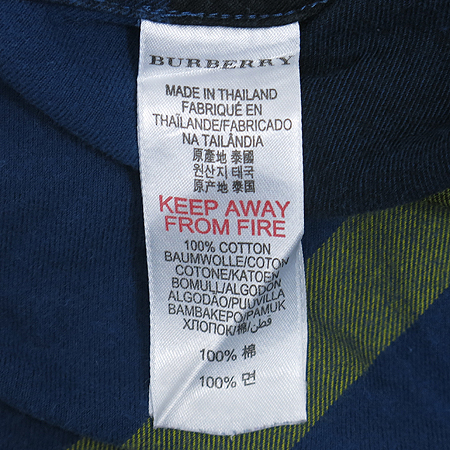 BURBERRY
MADE IN THAILAND
FABRIQUÉ EN
THAÏLANDE/FABRICADO
NA TAILÂNDIA
原產地 泰國
원산지 태국
原产地 泰国
KEEP AWAY
FROM FIRE
100% COTTON
BAUMWOLLE/COTON
COTONE/KATOEN
BOMULL/ALGODÓN
ALGODÃO/PUUVILLA
ΒΑΜΒΑΚΕΡΟ/PAMUK
ХЛОПОК/棉/قطن
100% 棉
100% 면